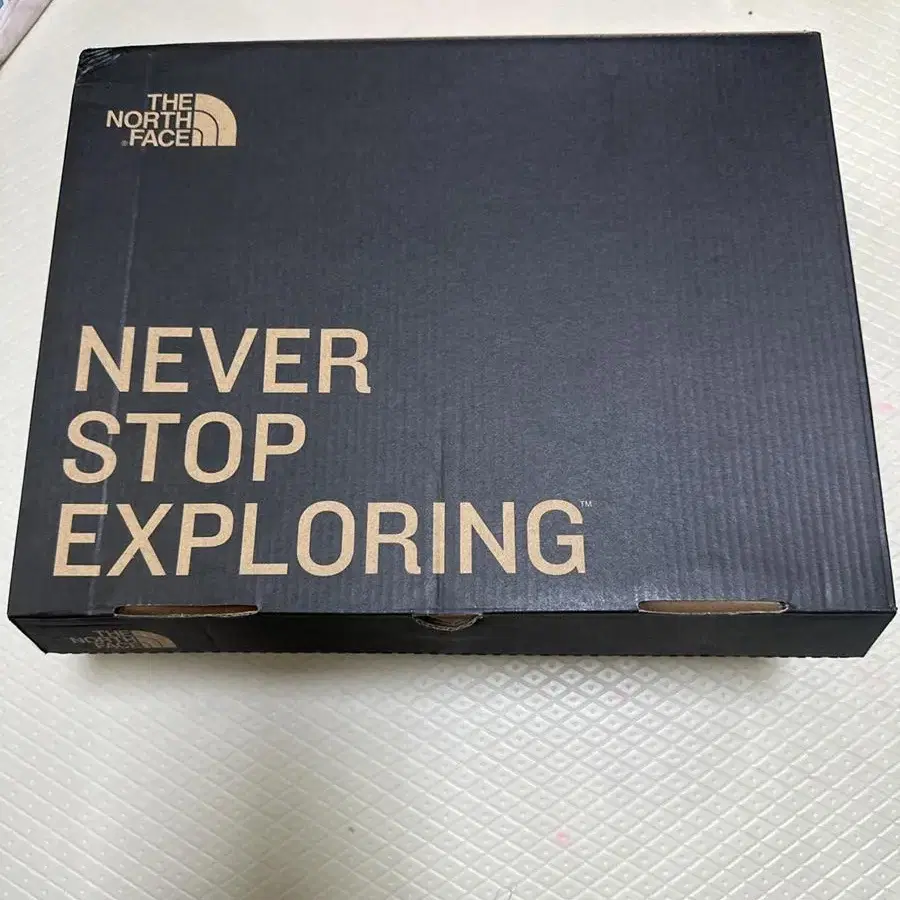 THE
NORTH
FACE
NEVER
STOP
EXPLORING™
THE
NORTH
FACE